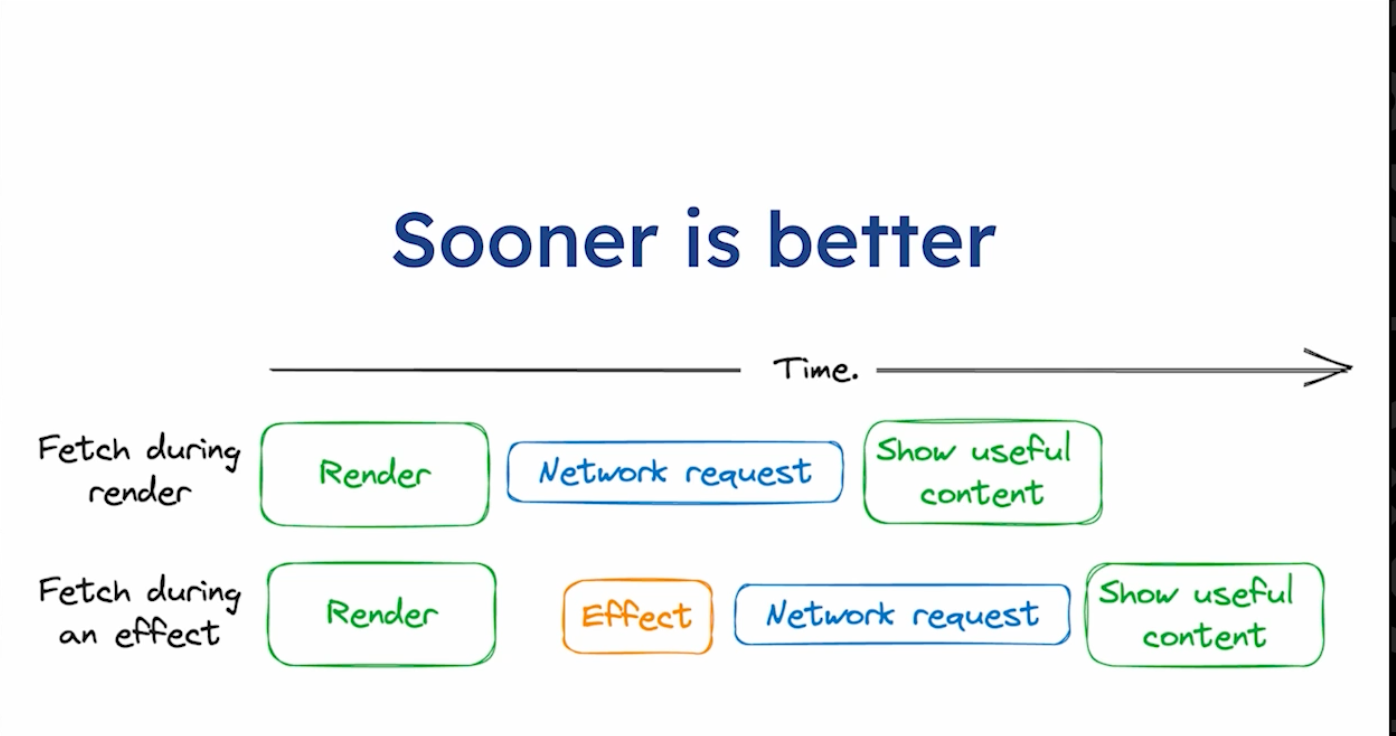 Sooner is better
Time.
Fetch during
render
Render
Network request
Show useful
content
Fetch during
an effect
Render
Effect
Network request
Show useful
content